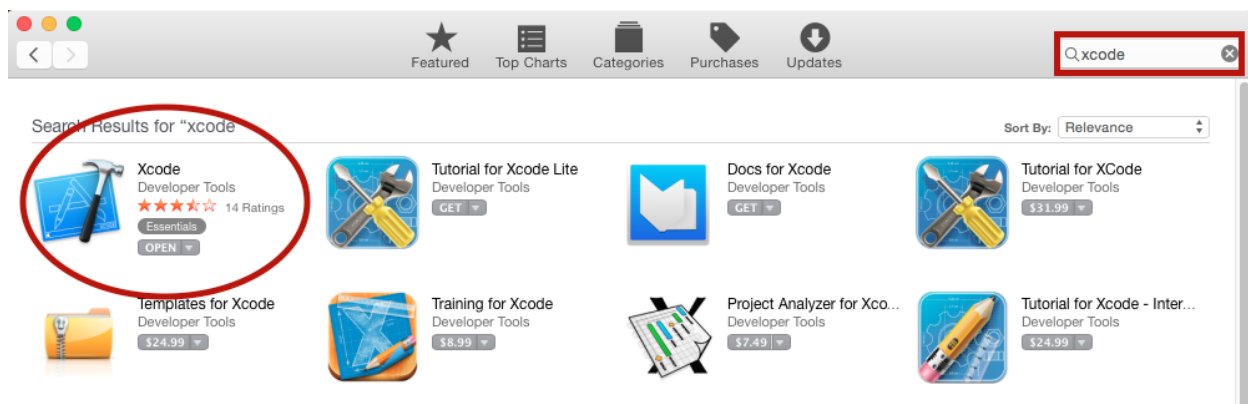 Featured Top Charts Categories Purchases Updates
xcode
Search Results for “xcode
Sort By: Relevance
Xcode
Developer Tools
14 Ratings
Essentials
OPEN
Tutorial for Xcode Lite
Developer Tools
GET
Docs for Xcode
Developer Tools
GET
Tutorial for XCode
Developer Tools
$31.99
Templates for Xcode
Developer Tools
$24.99
Training for Xcode
Developer Tools
$8.99
Project Analyzer for Xco...
Developer Tools
$7.49
Tutorial for Xcode - Inter...
Developer Tools
$24.99